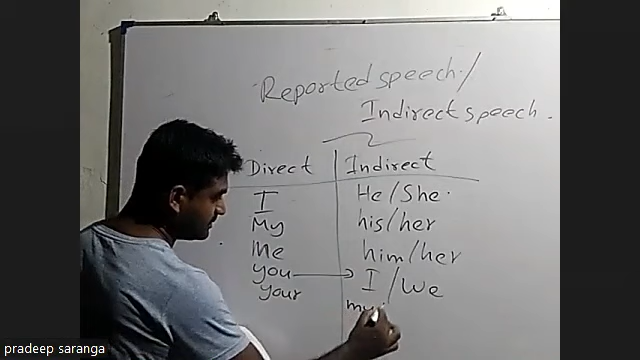 Reported speech /
Indirect speech.
Direct | Indirect
I He/She.
My his/her
Me him/her
you → I/We
your my
pradeep saranga